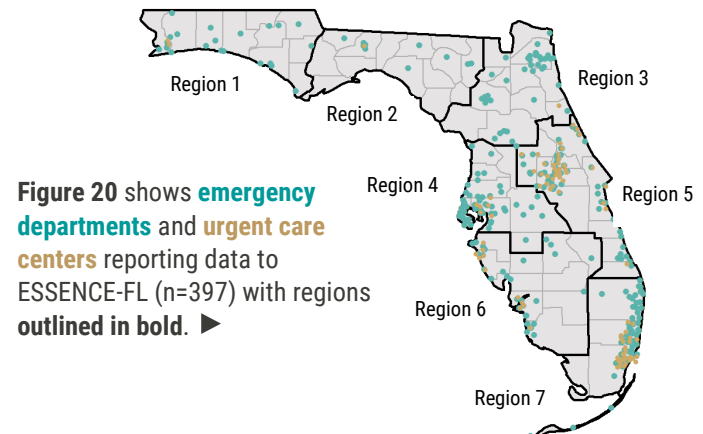 Region 1
Region 2
Region 3
Region 4
Region 5
Figure 20 shows emergency
departments and urgent care
centers reporting data to
ESSENCE-FL (n=397) with regions
outlined in bold. ►
Region 6
Region 7